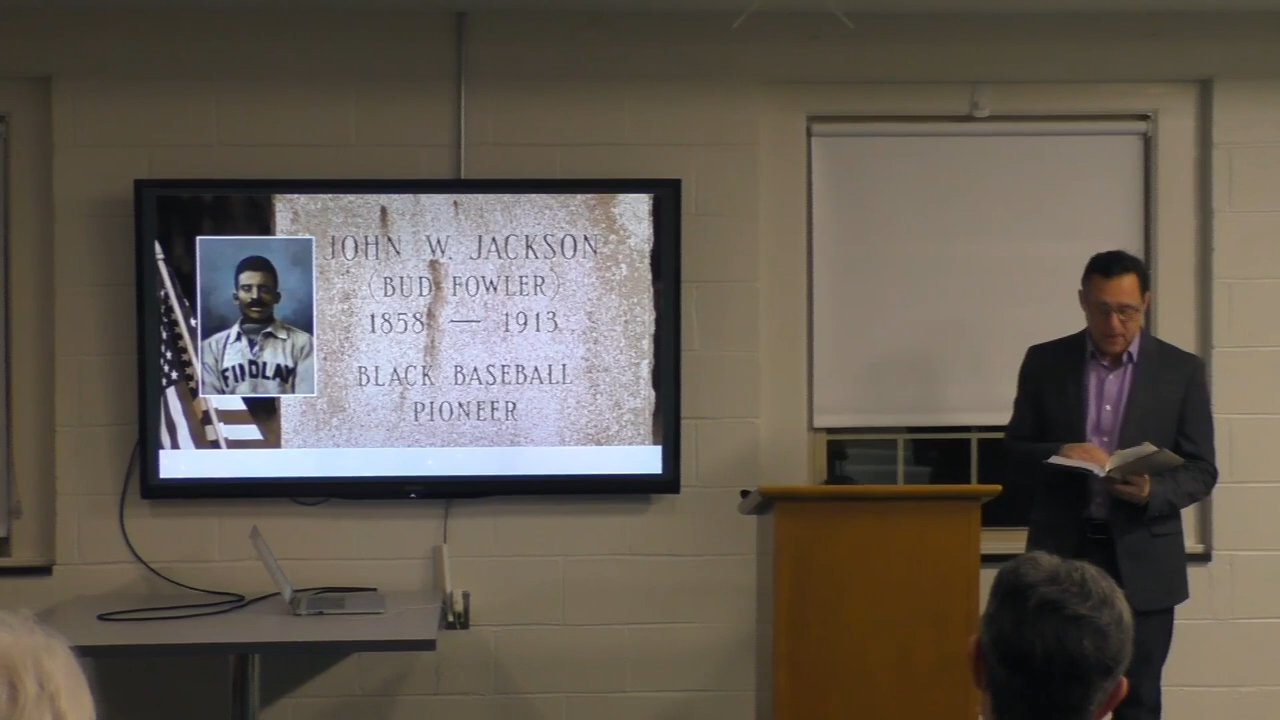 JOHN W. JACKSON
(BUD FOWLER)
1858 — 1913
BLACK BASEBALL
PIONEER
FINDLAY